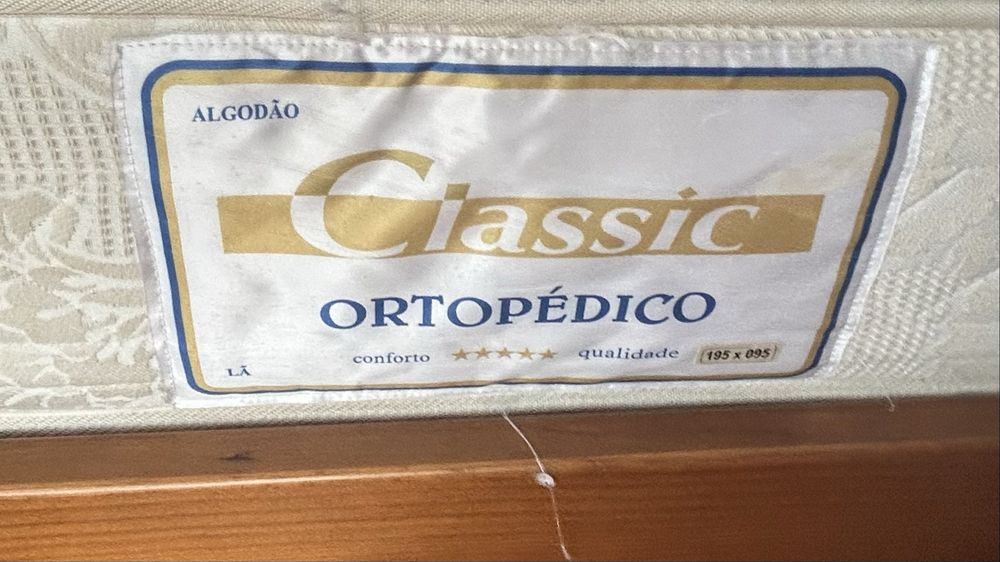 ALGODÃO
Classic
ORTOPÉDICO
conforto ★★★★★ qualidade 195 x 095
LÃ